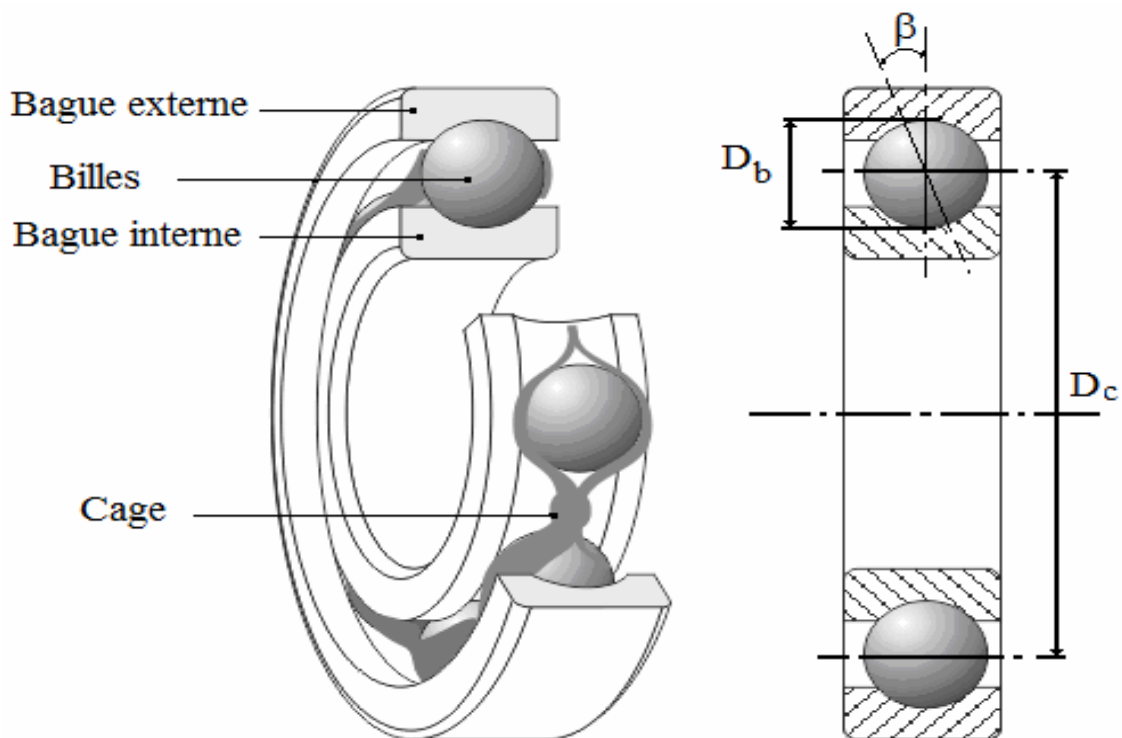 Bague externe
Billes
Bague interne
Cage
β
D_b
D_c